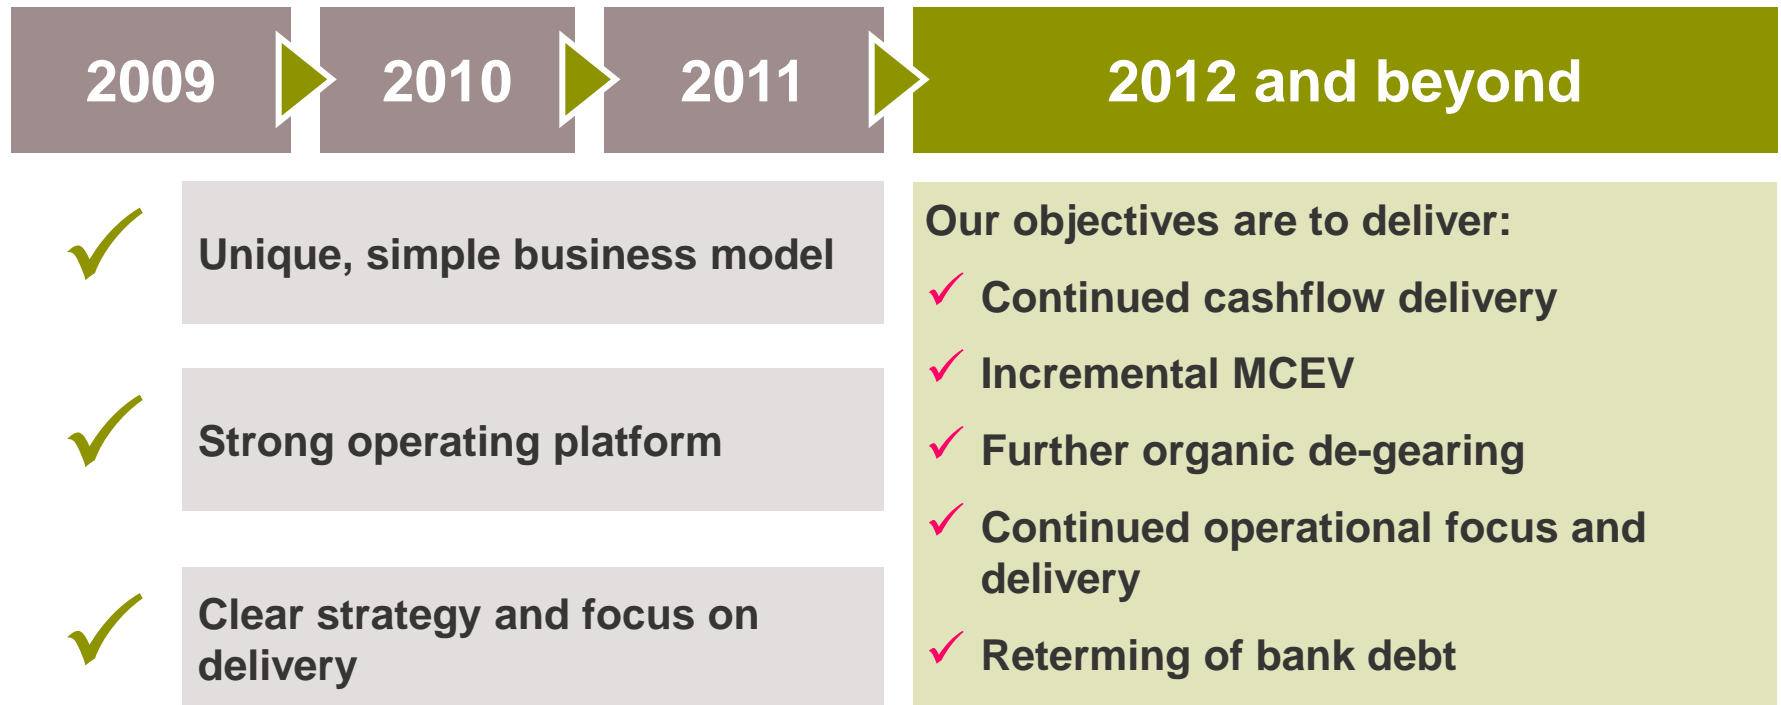 2009
2010
2011
2012 and beyond
Unique, simple business model
Strong operating platform
Clear strategy and focus on
delivery
Our objectives are to deliver:
Continued cashflow delivery
Incremental MCEV
Further organic de-gearing
Continued operational focus and
delivery
Reterming of bank debt